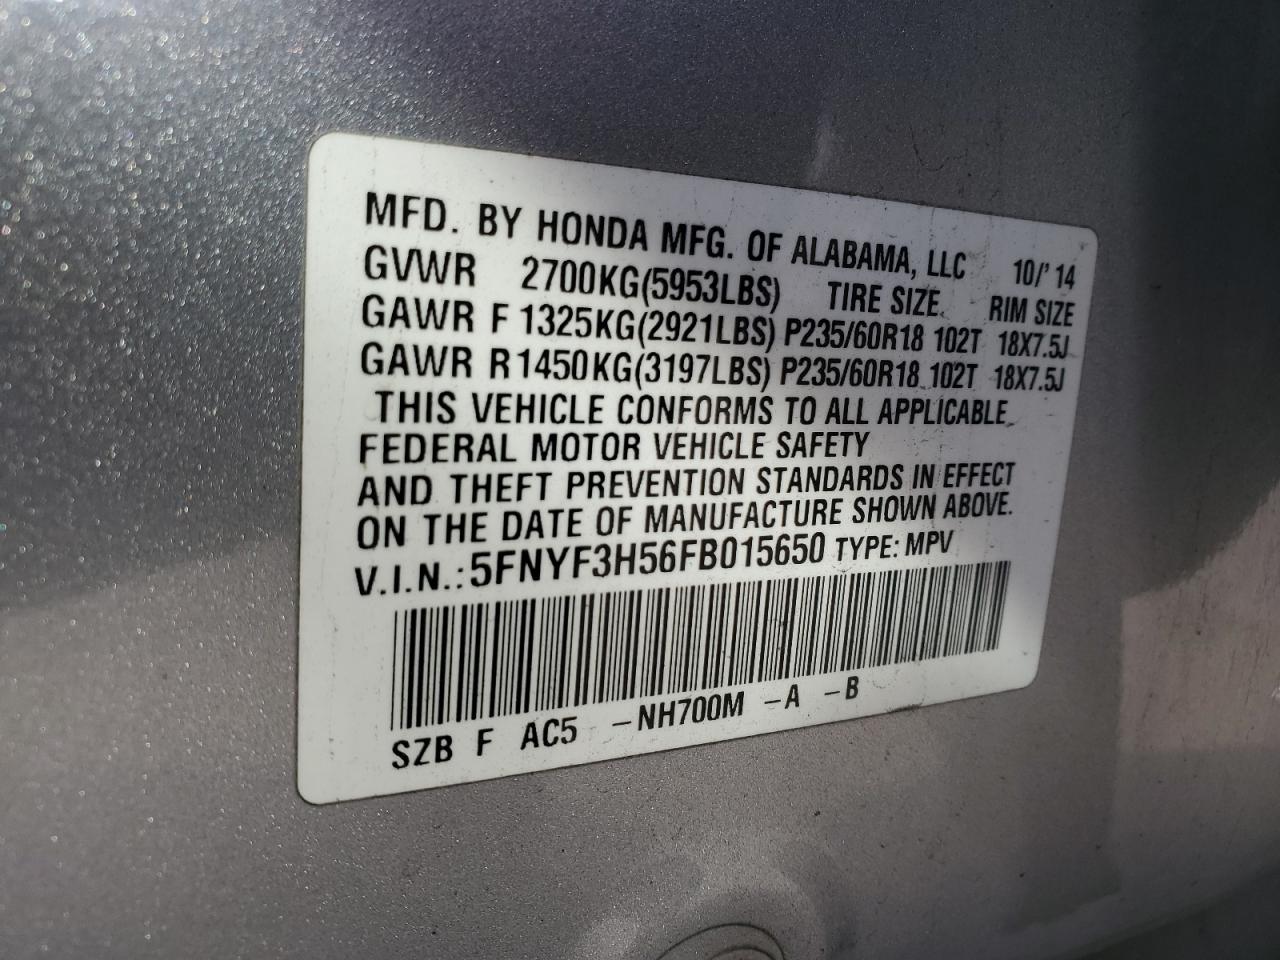 MFD. BY HONDA MFG. OF ALABAMA, LLC 10/'14
GVWR 2700KG(5953LBS) TIRE SIZE RIM SIZE
GAWR F 1325KG(2921LBS) P235/60R18 102T 18X7.5J
GAWR R 1450KG(3197LBS) P235/60R18 102T 18X7.5J
THIS VEHICLE CONFORMS TO ALL APPLICABLE
FEDERAL MOTOR VEHICLE SAFETY
AND THEFT PREVENTION STANDARDS IN EFFECT
ON THE DATE OF MANUFACTURE SHOWN ABOVE.
V.I.N.: 5FNYF3H56FB015650 TYPE: MPV
SZB F AC5 -NH700M -A -B